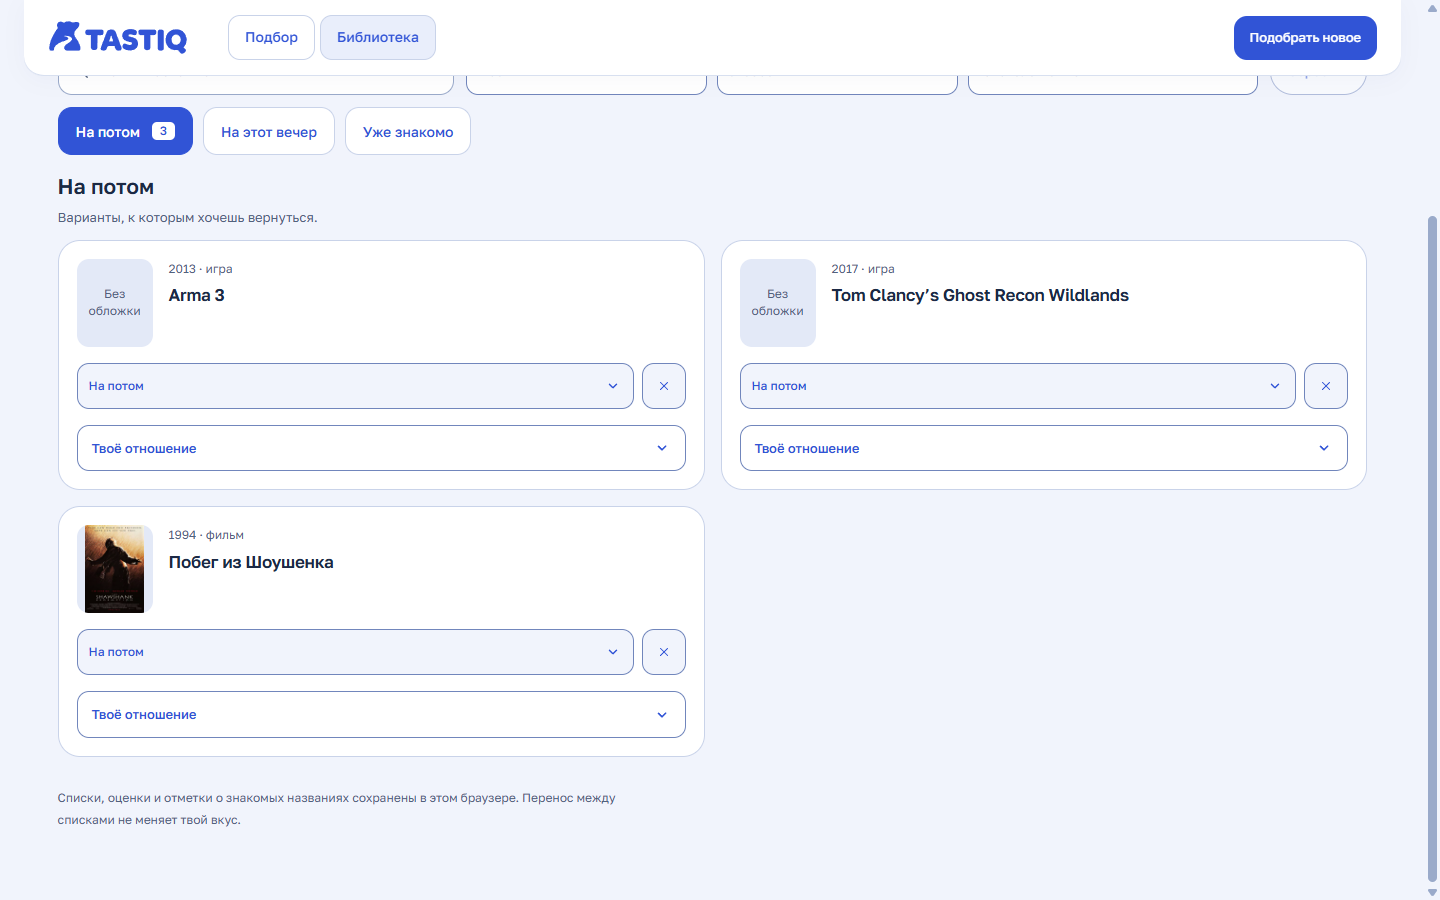 TASTIQ
Подбор
Библиотека
Подобрать новое
На потом 3
На этот вечер
Уже знакомо
На потом
Варианты, к которым хочешь вернуться.
Без
обложки
2013 · игра
Arma 3
На потом
Твоё отношение
Без
обложки
2017 · игра
Tom Clancy’s Ghost Recon Wildlands
На потом
Твоё отношение
1994 · фильм
Побег из Шоушенка
На потом
Твоё отношение
Списки, оценки и отметки о знакомых названиях сохранены в этом браузере. Перенос между
списками не меняет твой вкус.